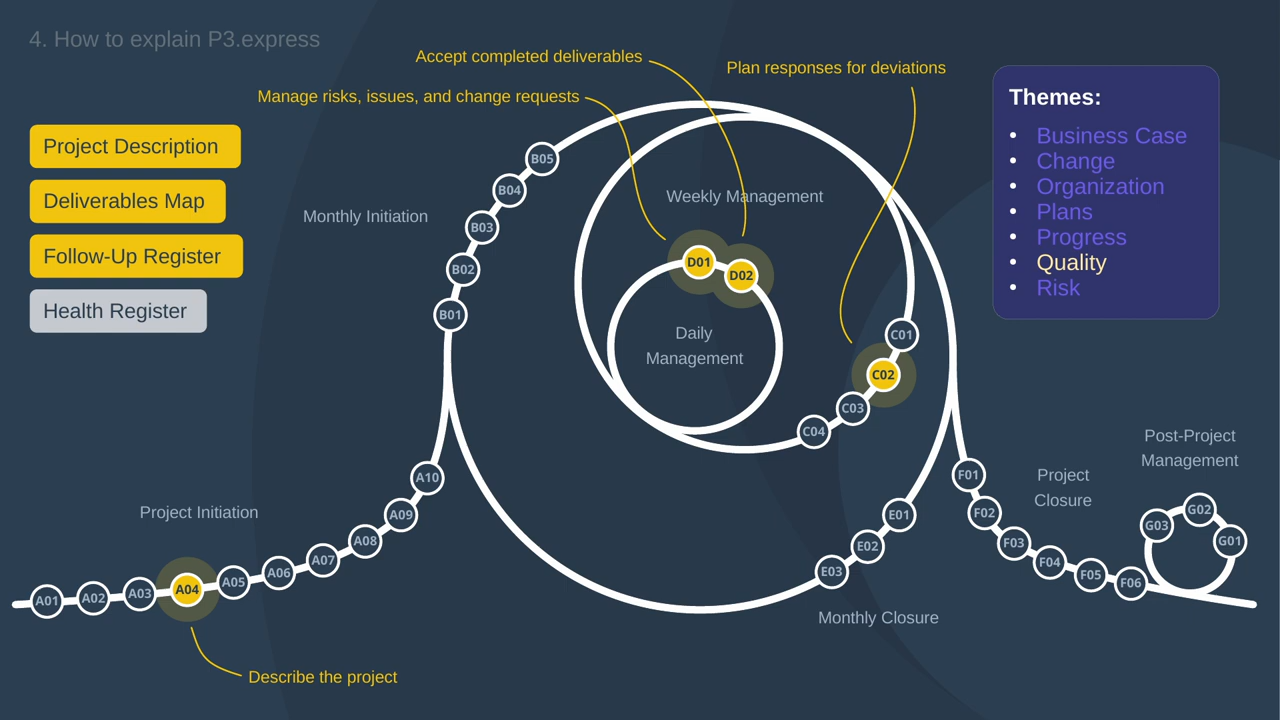 4. How to explain P3.express
Accept completed deliverables
Plan responses for deviations
Manage risks, issues, and change requests
Project Description
Deliverables Map
Follow-Up Register
Health Register
Themes:
• Business Case
• Change
• Organization
• Plans
• Progress
• Quality
• Risk
Monthly Initiation
B05
B04
B03
B02
B01
Weekly Management
D01
D02
Daily
Management
C01
C02
C03
C04
Project Initiation
A01
A02
A03
A04
A05
A06
A07
A08
A09
A10
Describe the project
E01
E02
E03
Monthly Closure
Project
Closure
F01
F02
F03
F04
F05
F06
Post-Project
Management
G03
G02
G01